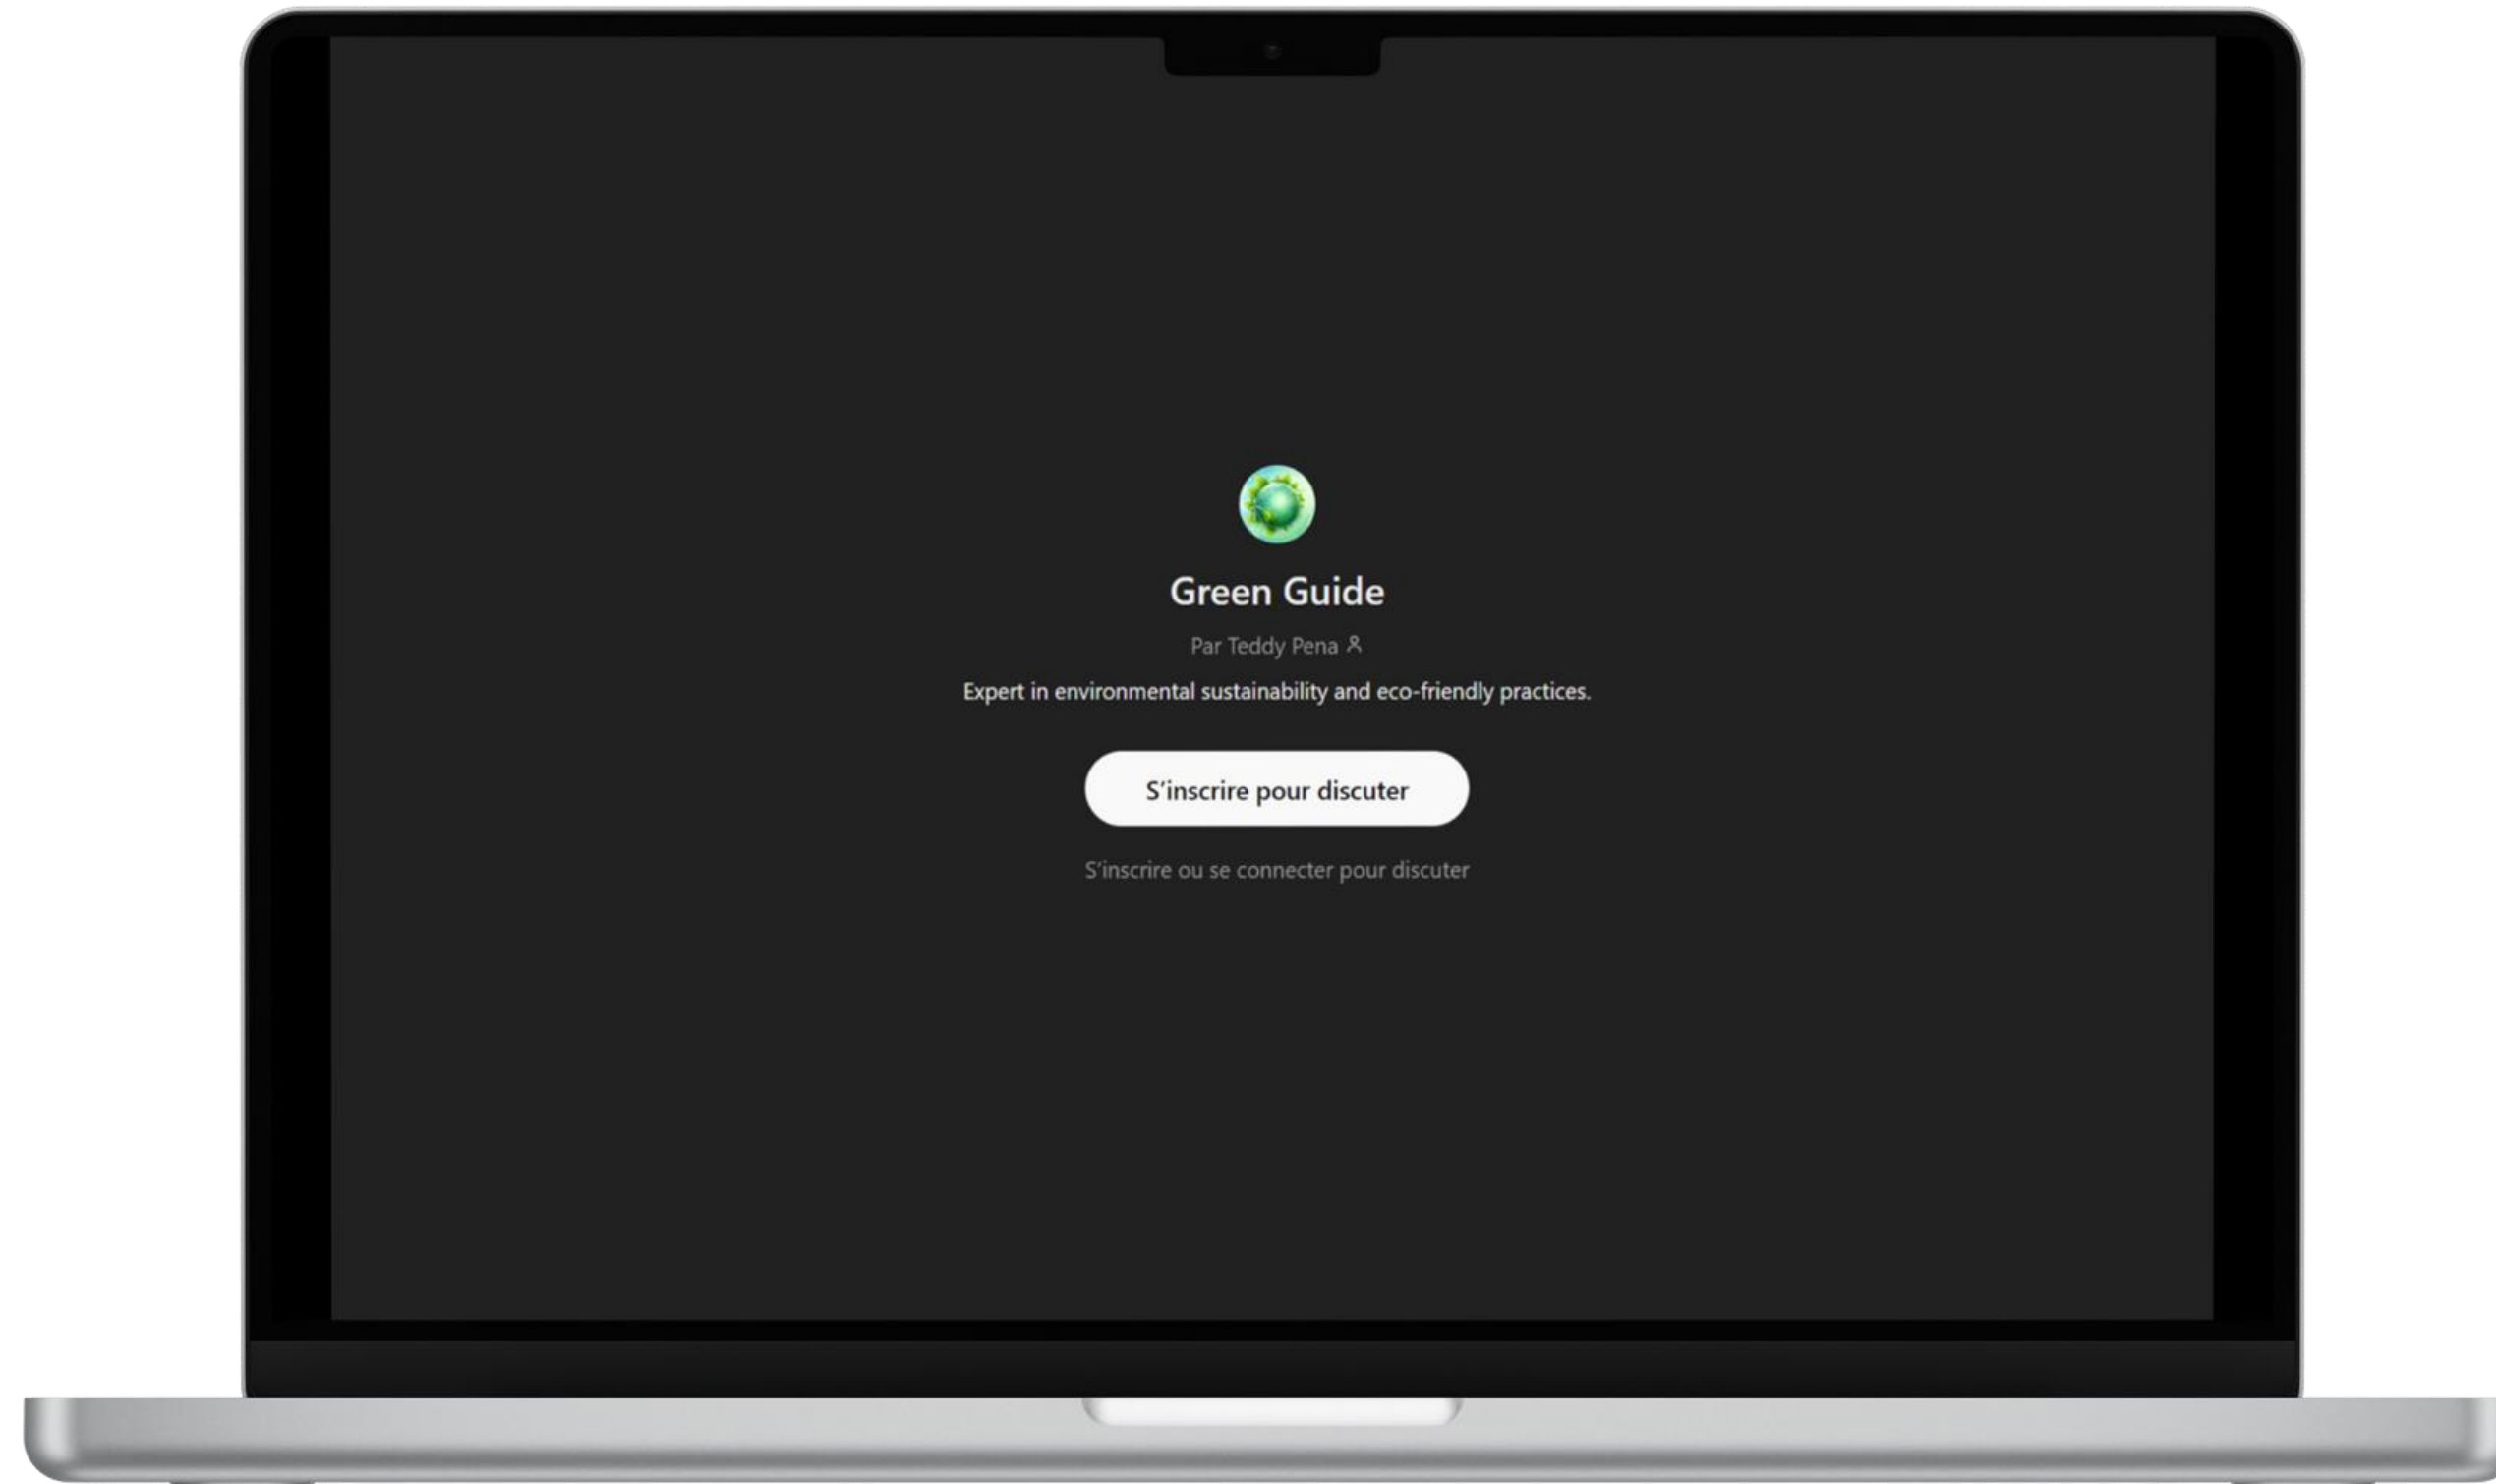 Green Guide
Par Teddy Pena
Expert in environmental sustainability and eco-friendly practices.
S'inscrire pour discuter
S'inscrire ou se connecter pour discuter